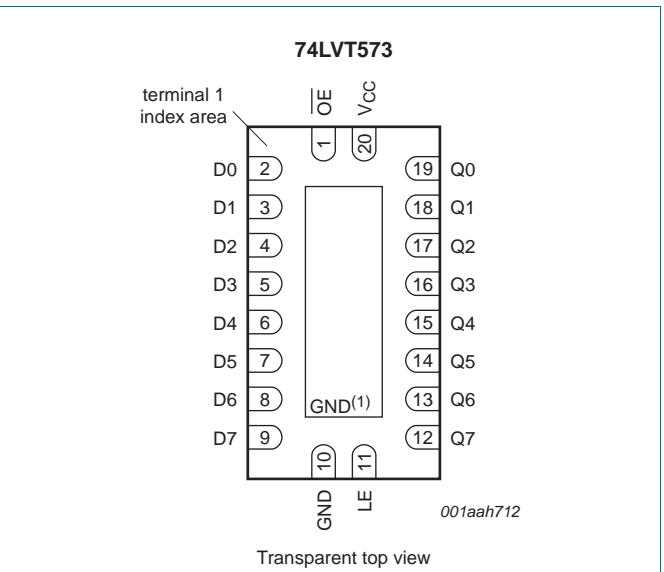 74LVT573
terminal 1
index area
OE
VCC
1
20
D0 2
19 Q0
D1 3
18 Q1
D2 4
17 Q2
D3 5
16 Q3
D4 6
15 Q4
D5 7
14 Q5
D6 8
13 Q6
D7 9
12 Q7
GND(1)
10
11
GND
LE
001aah712
Transparent top view